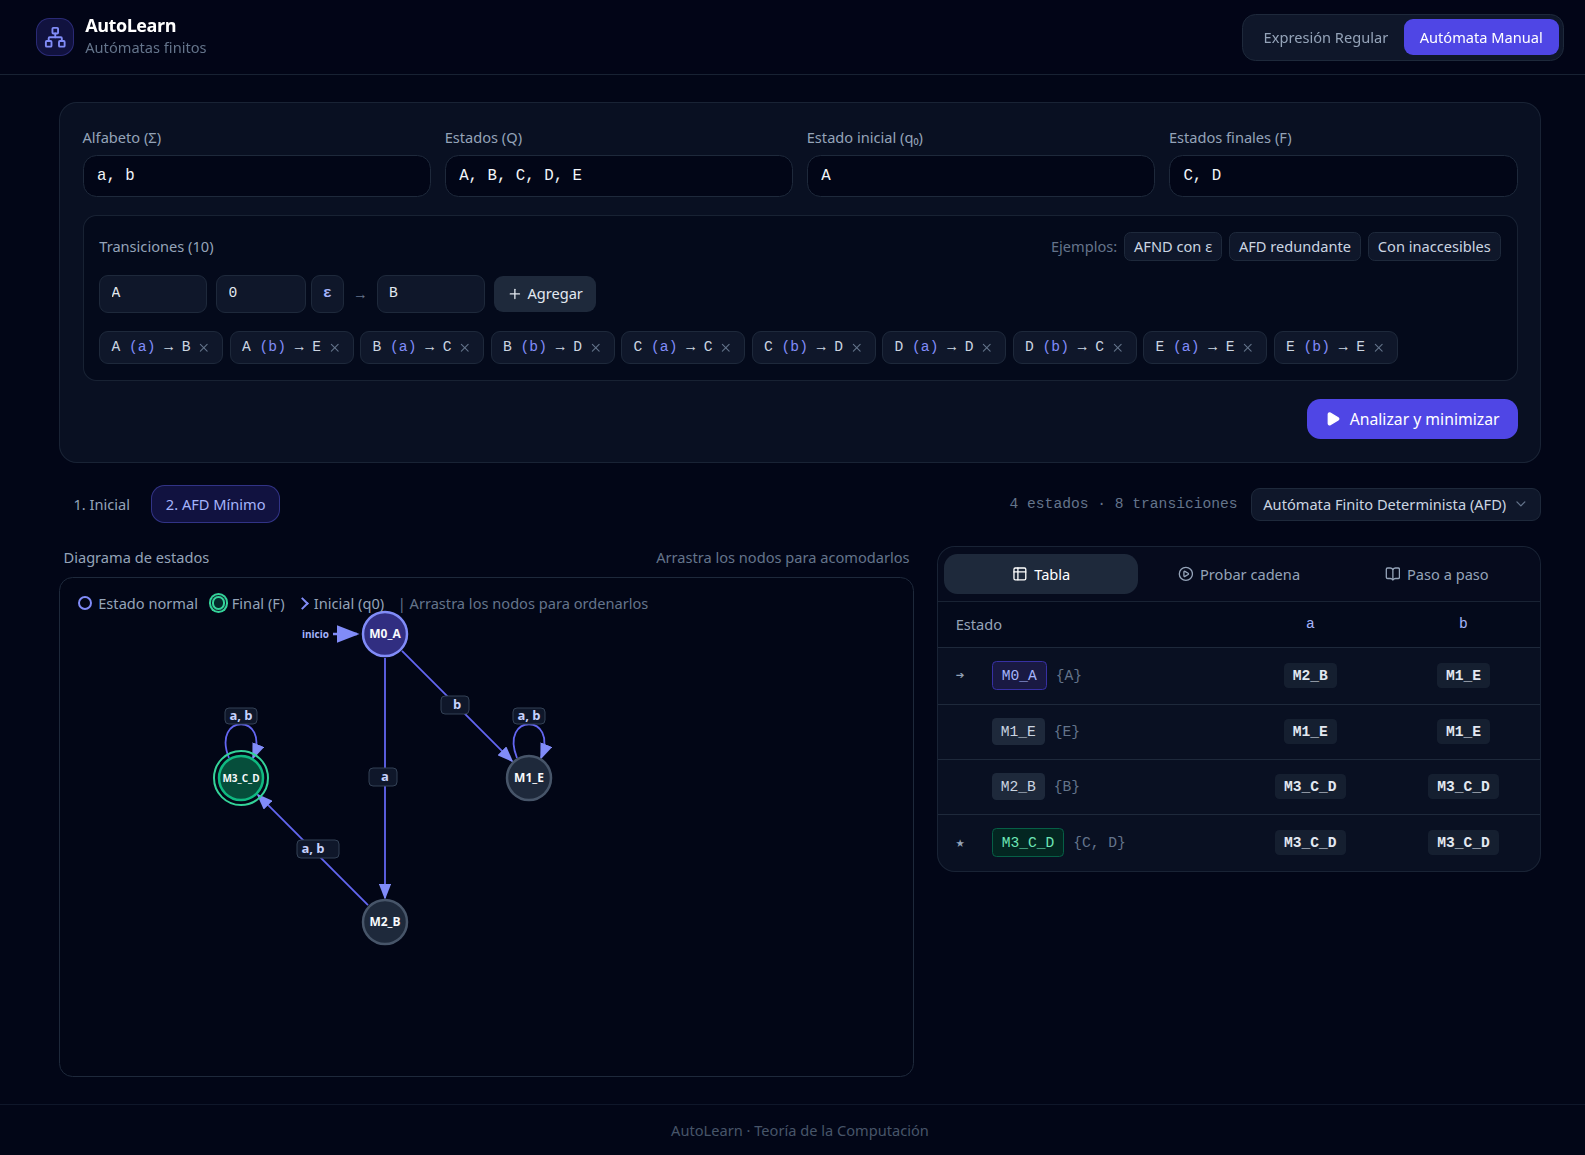 AutoLearn
Autómatas finitos
Expresión Regular
Autómata Manual
Alfabeto (Σ)
Estados (Q)
Estado inicial (q₀)
Estados finales (F)
a, b
A, B, C, D, E
A
C, D
Transiciones (10)
Ejemplos:
AFND con ε
AFD redundante
Con inaccesibles
A
0
ε
→
B
+ Agregar
A (a) → B ×
A (b) → E ×
B (a) → C ×
B (b) → D ×
C (a) → C ×
C (b) → D ×
D (a) → D ×
D (b) → C ×
E (a) → E ×
E (b) → E ×
Analizar y minimizar
1. Inicial
2. AFD Mínimo
4 estados · 8 transiciones
Autómata Finito Determinista (AFD)
Diagrama de estados
Arrastra los nodos para acomodarlos
Estado normal
Final (F)
Inicial (q0)
| Arrastra los nodos para ordenarlos
inicio
M0_A
b
a, b
a, b
M3_C_D
a
M1_E
a, b
M2_B
Tabla
Probar cadena
Paso a paso
Estado a b
→ M0_A {A} M2_B M1_E
M1_E {E} M1_E M1_E
M2_B {B} M3_C_D M3_C_D
★ M3_C_D {C, D} M3_C_D M3_C_D
AutoLearn · Teoría de la Computación